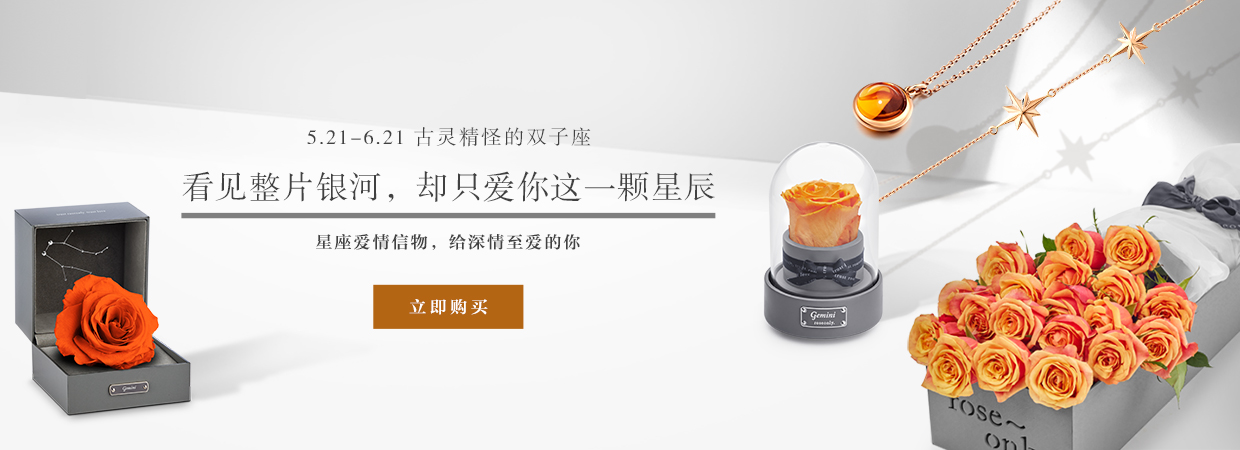 5.21-6.21 古灵精怪的双子座
看见整片银河，却只爱你这一颗星辰
星座爱情信物，给深情至爱的你
立即购买
Gemini
Gemini
roseonly.
rose~
only